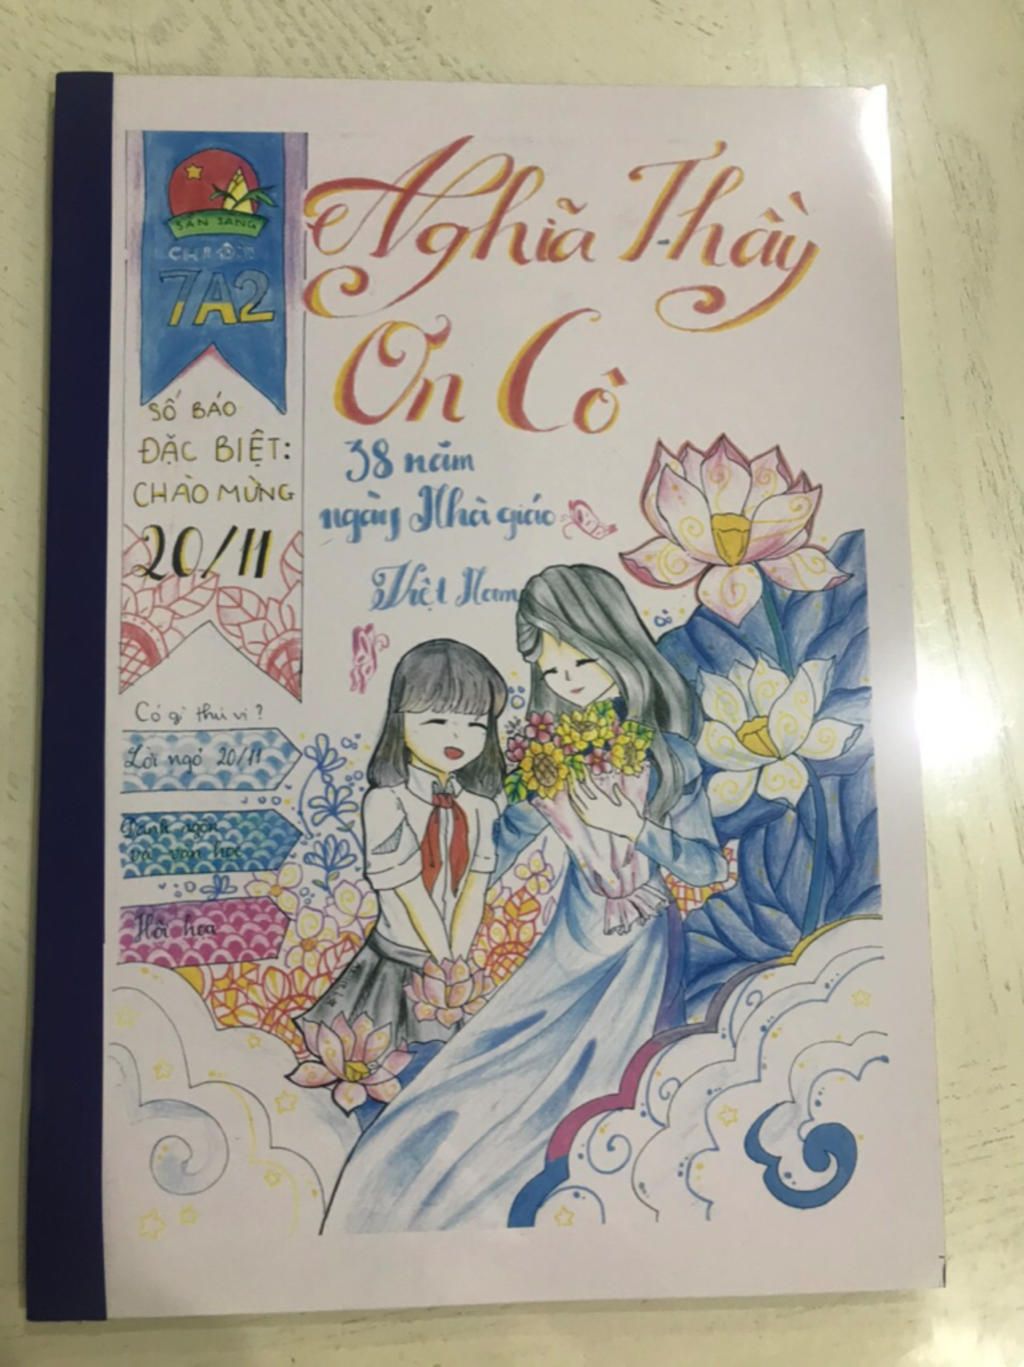 SẴN SÀNG
CHI ĐỘI
7A2
Nghĩa Thầy
Ơn Cô
38 năm
ngày Nhà giáo
Việt Nam
SỐ BÁO
ĐẶC BIỆT:
CHÀO MỪNG
20/11
Có gì thú vị?
Lời ngỏ 20/11
Danh ngôn
và văn học
Hội họa